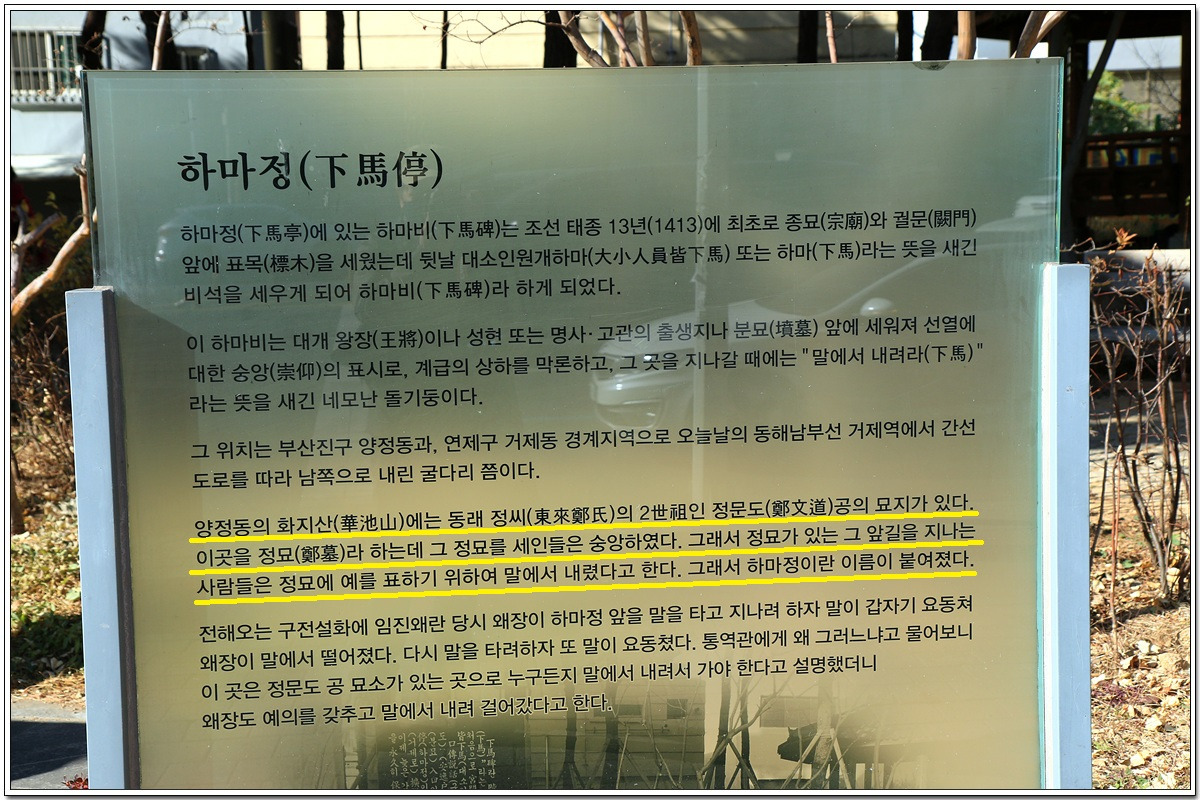 하마정(下馬停)
하마정(下馬亭)에 있는 하마비(下馬碑)는 조선 태종 13년(1413)에 최초로 종묘(宗廟)와 궐문(闕門)
앞에 표목(標木)을 세웠는데 뒷날 대소인원개하마(大小人員皆下馬) 또는 하마(下馬)라는 뜻을 새긴
비석을 세우게 되어 하마비(下馬碑)라 하게 되었다.
이 하마비는 대개 왕장(王將)이나 성현 또는 명사·고관의 출생지나 분묘(墳墓) 앞에 세워져 선열에
대한 숭앙(崇仰)의 표시로, 계급의 상하를 막론하고, 그 곳을 지나갈 때에는 "말에서 내려라(下馬)"
라는 뜻을 새긴 네모난 돌기둥이다.
그 위치는 부산진구 양정동과, 연제구 거제동 경계지역으로 오늘날의 동해남부선 거제역에서 간선
도로를 따라 남쪽으로 내린 굴다리 쯤이다.
양정동의 화지산(華池山)에는 동래 정씨(東來鄭氏)의 2世祖인 정문도(鄭文道)공의 묘지가 있다.
이곳을 정묘(鄭墓)라 하는데 그 정묘를 세인들은 숭앙하였다. 그래서 정묘가 있는 그 앞길을 지나는
사람들은 정묘에 예를 표하기 위하여 말에서 내렸다고 한다. 그래서 하마정이란 이름이 붙여졌다.
전해오는 구전설화에 임진왜란 당시 왜장이 하마정 앞을 말을 타고 지나려 하자 말이 갑자기 요동쳐
왜장이 말에서 떨어졌다. 다시 말을 타려하자 또 말이 요동쳤다. 통역관에게 왜 그러느냐고 물어보니
이 곳은 정문도 공 묘소가 있는 곳으로 누구든지 말에서 내려서 가야 한다고 설명했더니
왜장도 예의를 갖추고 말에서 내려 걸어갔다고 한다.